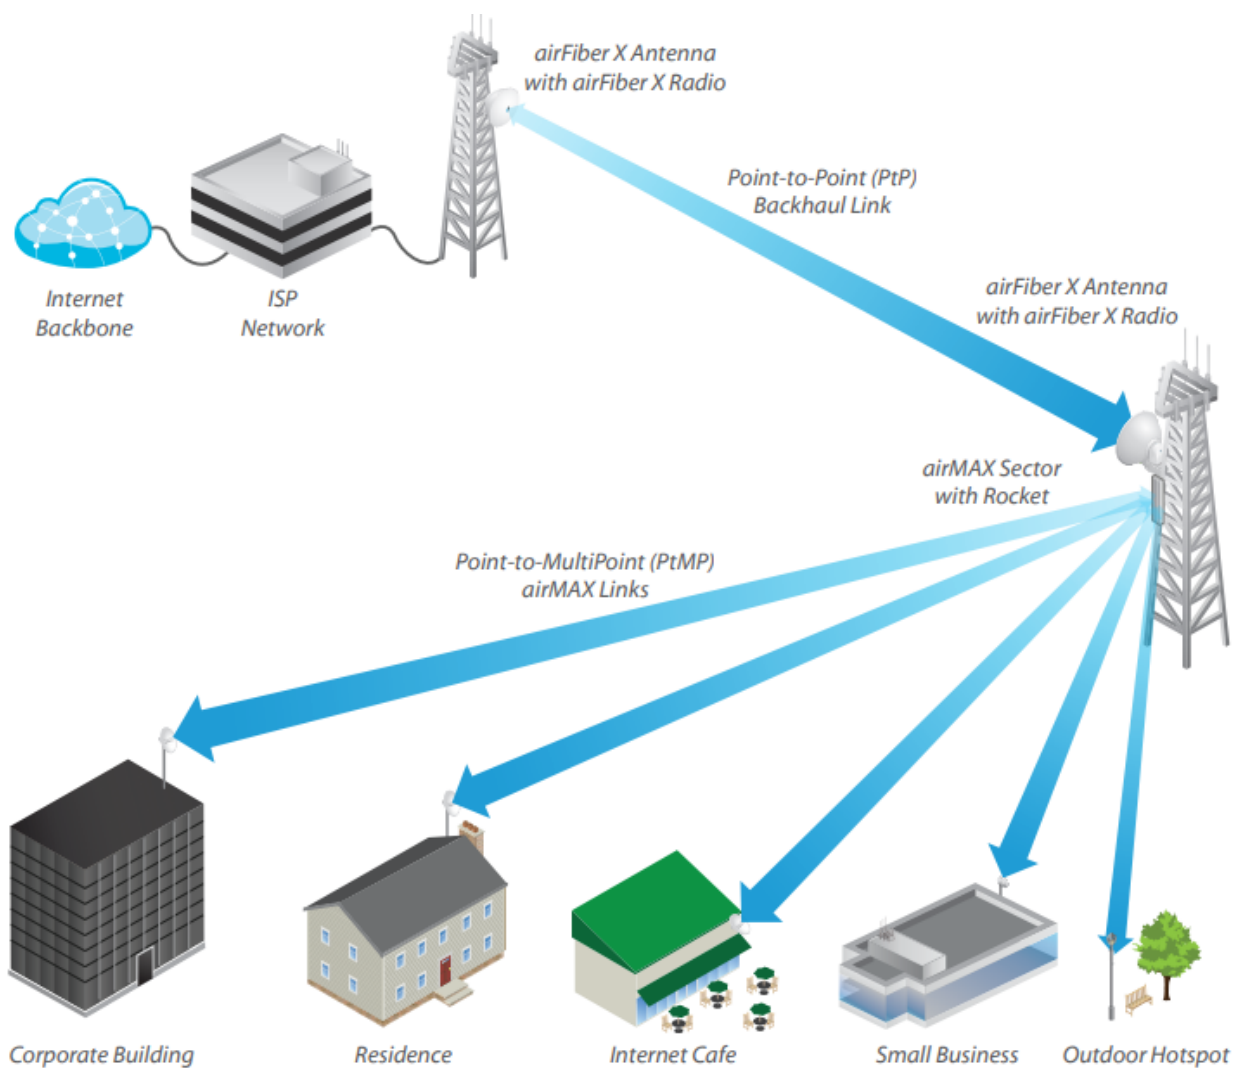 airFiber X Antenna
with airFiber X Radio
Point-to-Point (PtP)
Backhaul Link
Internet
Backbone
ISP
Network
airFiber X Antenna
with airFiber X Radio
airMAX Sector
with Rocket
Point-to-MultiPoint (PtMP)
airMAX Links
Corporate Building
Residence
Internet Cafe
Small Business
Outdoor Hotspot